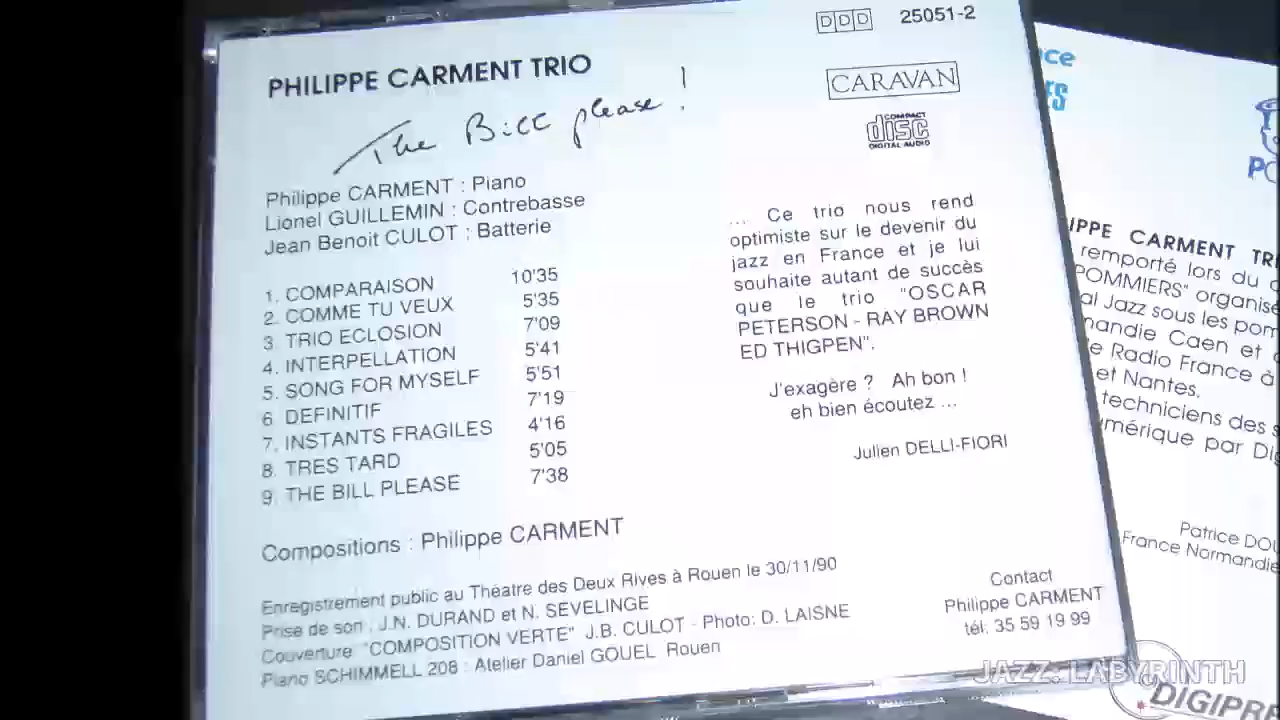 DDD 25051-2
PHILIPPE CARMENT TRIO
CARAVAN
The Bill please !
COMPACT
disc
DIGITAL AUDIO
Philippe CARMENT : Piano
Lionel GUILLEMIN : Contrebasse
Jean Benoit CULOT : Batterie
1. COMPARAISON 10'35
2. COMME TU VEUX 5'35
3. TRIO ECLOSION 7'09
4. INTERPELLATION 5'41
5. SONG FOR MYSELF 5'51
6. DEFINITIF 7'19
7. INSTANTS FRAGILES 4'16
8. TRES TARD 5'05
9. THE BILL PLEASE 7'38
... Ce trio nous rend
optimiste sur le devenir du
jazz en France et je lui
souhaite autant de succès
que le trio "OSCAR
PETERSON - RAY BROWN
ED THIGPEN".
J'exagère ? Ah bon !
eh bien écoutez ...
Julien DELLI-FIORI
Compositions : Philippe CARMENT
Enregistrement public au Théatre des Deux Rives à Rouen le 30/11/90
Prise de son : J.N. DURAND et N. SEVELINGE
Couverture "COMPOSITION VERTE" J.B. CULOT - Photo: D. LAISNE
Piano SCHIMMELL 208 : Atelier Daniel GOUEL Rouen
Contact
Philippe CARMENT
tél: 35 59 19 99
ce
ES
PO
IPPE CARMENT TRI
remporté lors du
POMMIERS" organisé
al Jazz sous les pom
mandie Caen et
e Radio France à
et Nantes.
techniciens des s
umérique par Dig
Patrice DOU
France Normandie
DIGIPRE
JAZZ. LABYRINTH